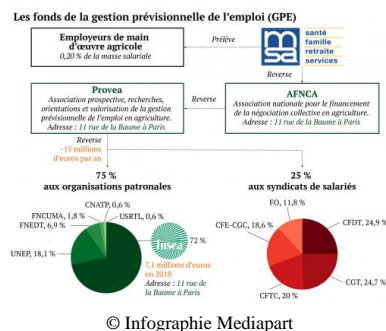 Les fonds de la gestion prévisionnelle de l'emploi (GPE)
Employeurs de main
d'œuvre agricole
0,20 % de la masse salariale
Prélève
msa
santé
famille
retraite
services
Reverse
Provea
Association prospective, recherches,
orientations et valorisation de la gestion
prévisionnelle de l'emploi en agriculture.
Adresse : 11 rue de la Baume à Paris
Reverse
AFNCA
Association nationale pour le financement
de la négociation collective en agriculture.
Adresse : 11 rue de la Baume à Paris
Reverse
~15 millions
d'euros par an
75 %
aux organisations patronales
25 %
aux syndicats de salariés
CNATP, 0,6 %
FNCUMA, 1,8 %
USRTL, 0,6 %
FNEDT, 6,9 %
UNEP, 18,1 %
fnsea
72 %
7,1 millions d'euros
en 2018
Adresse : 11 rue de
la Baume à Paris
FO, 11,8 %
CFE-CGC, 18,6 %
CFDT, 24,9 %
CFTC, 20 %
CGT, 24,7 %
© Infographie Mediapart